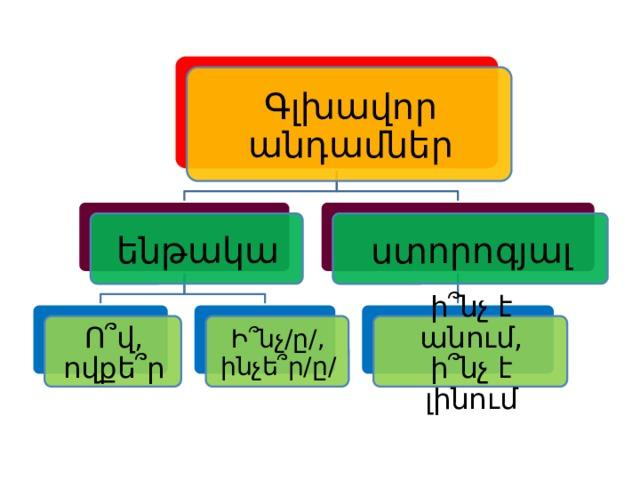 Գլխավոր
անդամներ
ենթակա
ստորոգյալ
Ո՞վ,
ովքե՞ր
Ի՞նչ/ը/,
ինչե՞ր/ը/
ի՞նչ է
անում,
ի՞նչ է
լինում